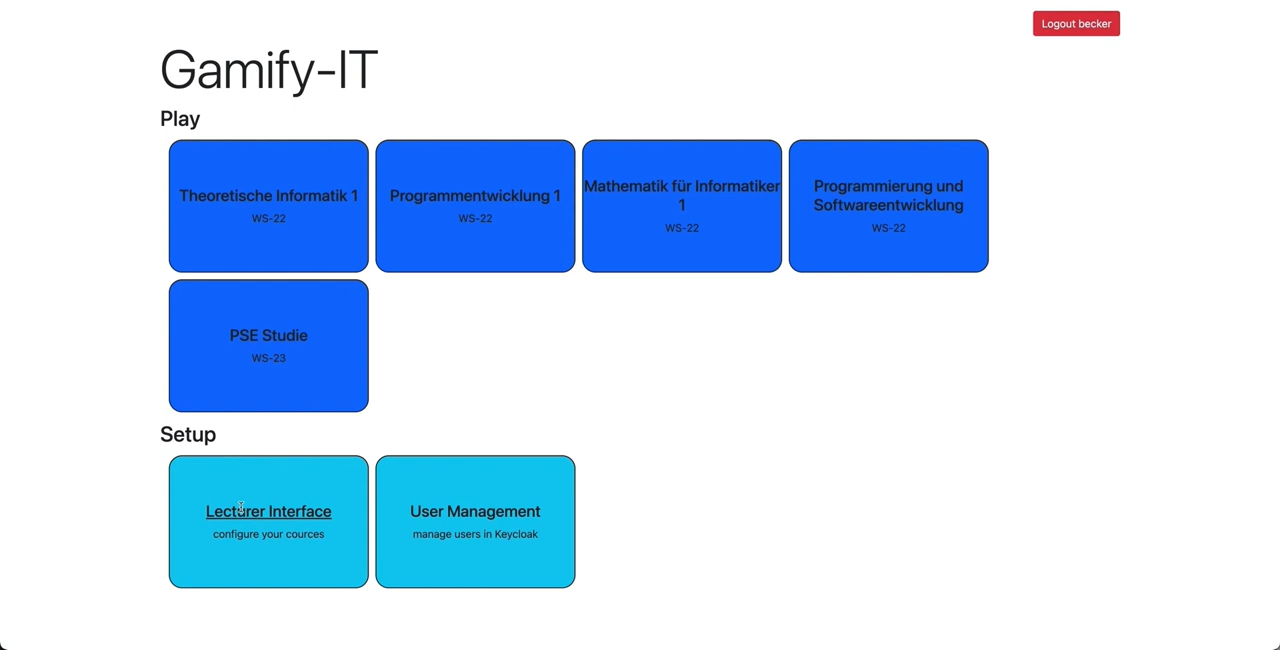 Logout becker
Gamify-IT
Play
Theoretische Informatik 1
WS-22
Programmentwicklung 1
WS-22
Mathematik für Informatiker
1
WS-22
Programmierung und
Softwareentwicklung
WS-22
PSE Studie
WS-23
Setup
Lecturer Interface
configure your cources
User Management
manage users in Keycloak